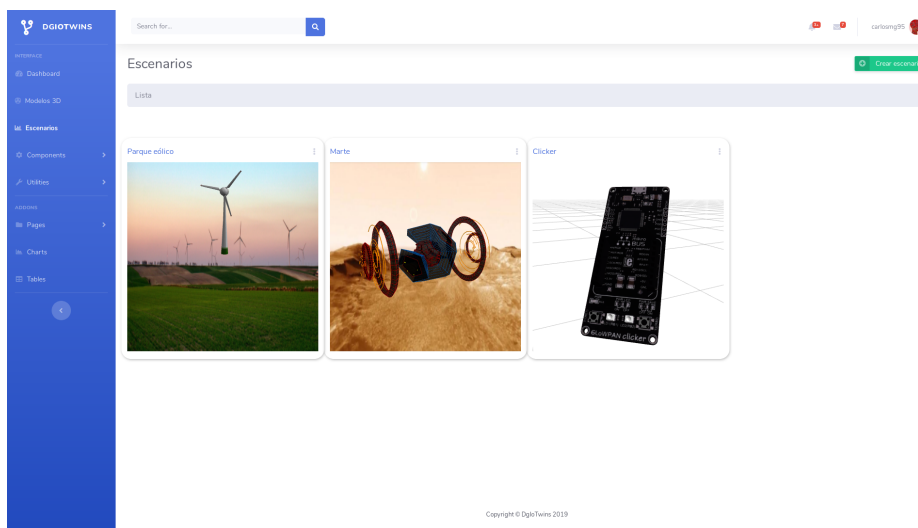 DGIOTWINS
Search for...
carlosmg95
INTERFACE
Dashboard
Modelos 3D
Escenarios
Components
Utilities
ADDONS
Pages
Charts
Tables
Escenarios
Crear escenari
Lista
Parque eólico
Marte
Clicker
6LoWPAN clicker
Copyright © DgIoTwins 2019